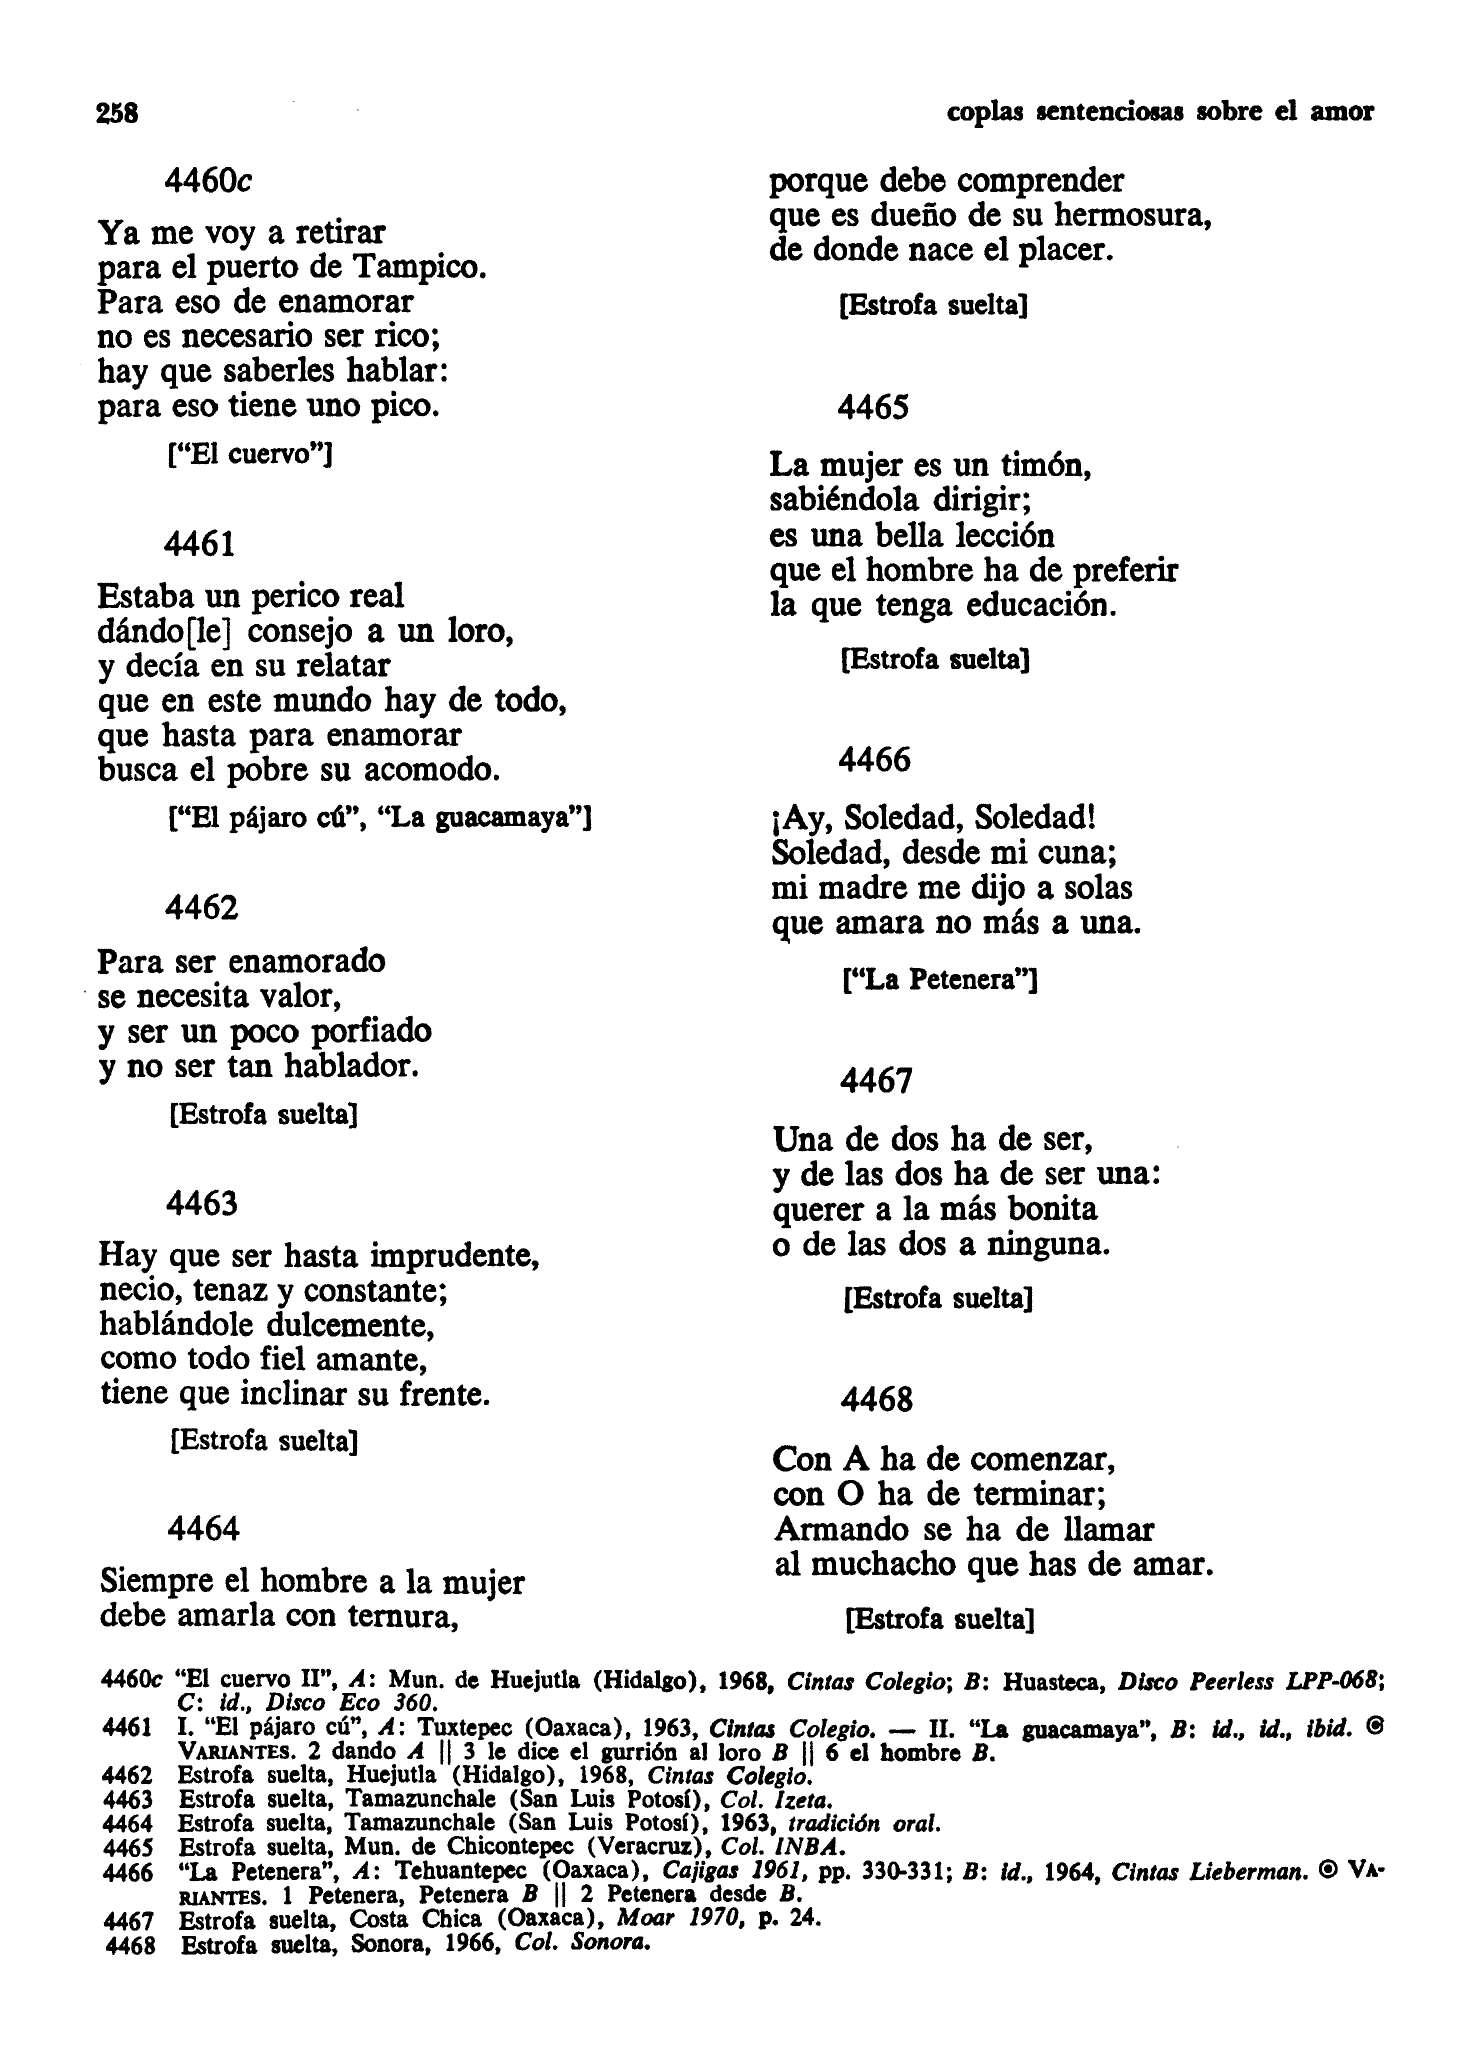 258
coplas sentenciosas sobre el amor
4460c
Ya me voy a retirar
para el puerto de Tampico.
Para eso de enamorar
no es necesario ser rico;
hay que saberles hablar:
para eso tiene uno pico.
[“El cuervo”]
4461
Estaba un perico real
dándo[le] consejo a un loro,
y decía en su relatar
que en este mundo hay de todo,
que hasta para enamorar
busca el pobre su acomodo.
[“El pájaro cú”, “La guacamaya”]
4462
Para ser enamorado
se necesita valor,
y ser un poco porfiado
y no ser tan hablador.
[Estrofa suelta]
4463
Hay que ser hasta imprudente,
necio, tenaz y constante;
hablándole dulcemente,
como todo fiel amante,
tiene que inclinar su frente.
[Estrofa suelta]
4464
Siempre el hombre a la mujer
debe amarla con ternura,
porque debe comprender
que es dueño de su hermosura,
de donde nace el placer.
[Estrofa suelta]
4465
La mujer es un timón,
sabiéndola dirigir;
es una bella lección
que el hombre ha de preferir
la que tenga educación.
[Estrofa suelta]
4466
¡Ay, Soledad, Soledad!
Soledad, desde mi cuna;
mi madre me dijo a solas
que amara no más a una.
[“La Petenera”]
4467
Una de dos ha de ser,
y de las dos ha de ser una:
querer a la más bonita
o de las dos a ninguna.
[Estrofa suelta]
4468
Con A ha de comenzar,
con O ha de terminar;
Armando se ha de llamar
al muchacho que has de amar.
[Estrofa suelta]
4460c “El cuervo II”, A: Mun. de Huejutla (Hidalgo), 1968, Cintas Colegio; B: Huasteca, Disco Peerless LPP-068;
C: id., Disco Eco 360.
4461 I. “El pájaro cú”, A: Tuxtepec (Oaxaca), 1963, Cintas Colegio. — II. “La guacamaya”, B: id., id., ibid. ⊚
VARIANTES. 2 dando A || 3 le dice el gurrión al loro B || 6 el hombre B.
4462 Estrofa suelta, Huejutla (Hidalgo), 1968, Cintas Colegio.
4463 Estrofa suelta, Tamazunchale (San Luis Potosí), Col. Izeta.
4464 Estrofa suelta, Tamazunchale (San Luis Potosí), 1963, tradición oral.
4465 Estrofa suelta, Mun. de Chicontepec (Veracruz), Col. INBA.
4466 “La Petenera”, A: Tehuantepec (Oaxaca), Cajigas 1961, pp. 330-331; B: id., 1964, Cintas Lieberman. ⊚ VA-
RIANTES. 1 Petenera, Petenera B || 2 Petenera desde B.
4467 Estrofa suelta, Costa Chica (Oaxaca), Moar 1970, p. 24.
4468 Estrofa suelta, Sonora, 1966, Col. Sonora.